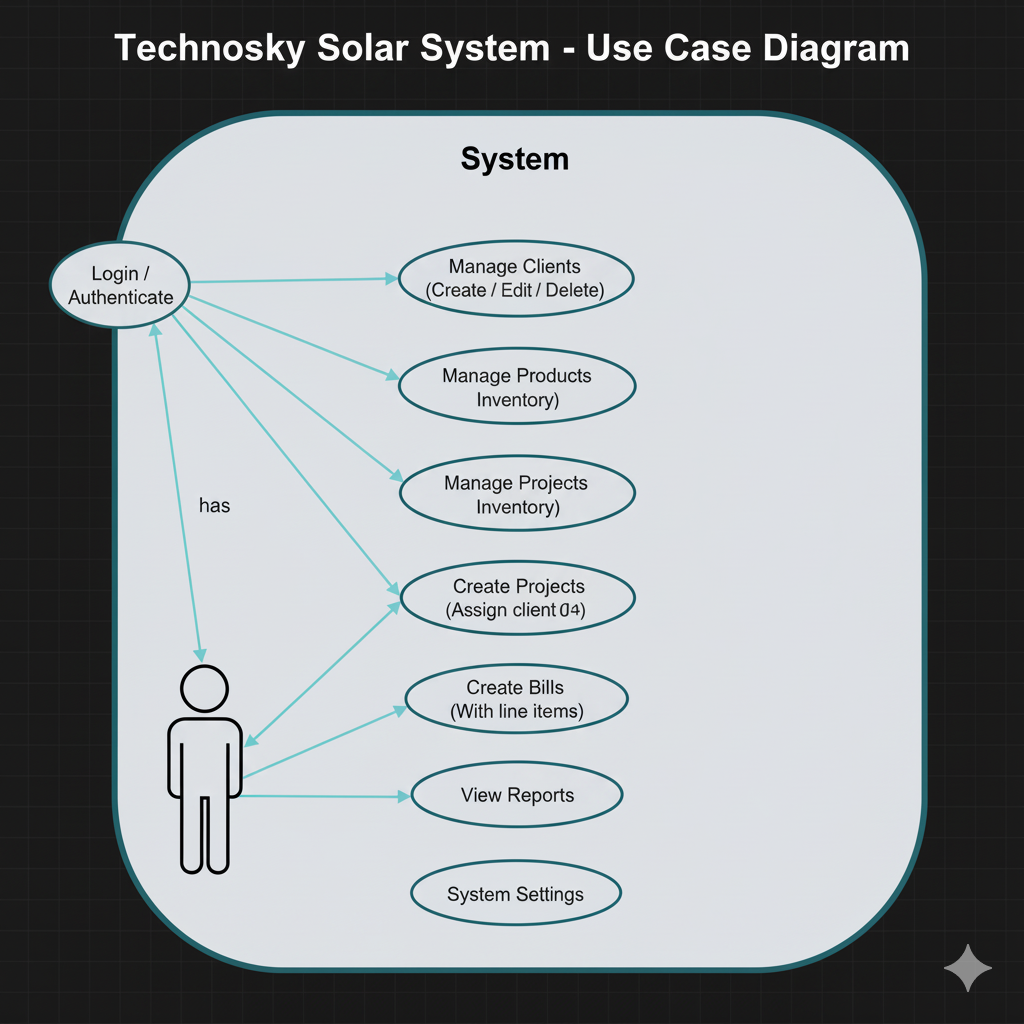 Technosky Solar System - Use Case Diagram
System
Login /
Authenticate
Manage Clients
(Create / Edit / Delete)
Manage Products
Inventory)
Manage Projects
Inventory)
has
Create Projects
(Assign client
Create Bills
(With line items)
View Reports
System Settings